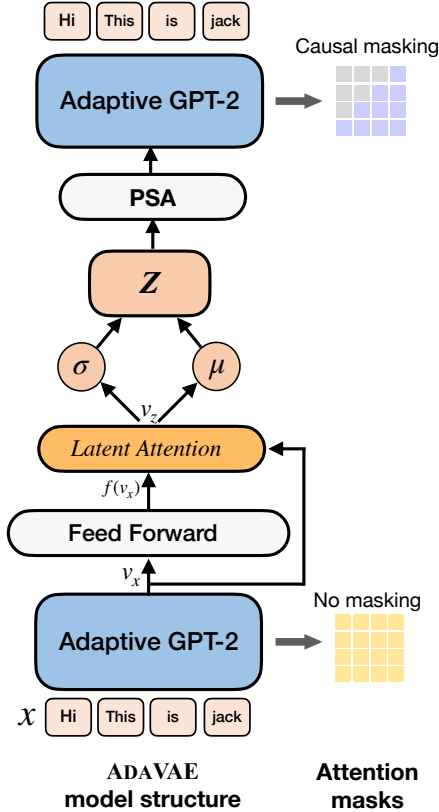 Hi This is jack
Causal masking
Adaptive GPT-2
PSA
Z
σ μ
v_z
Latent Attention
f(v_x)
Feed Forward
v_x
No masking
Adaptive GPT-2
x Hi This is jack
ADAVAE
model structure
Attention
masks